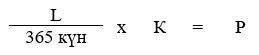 L
365 күн х К = Р